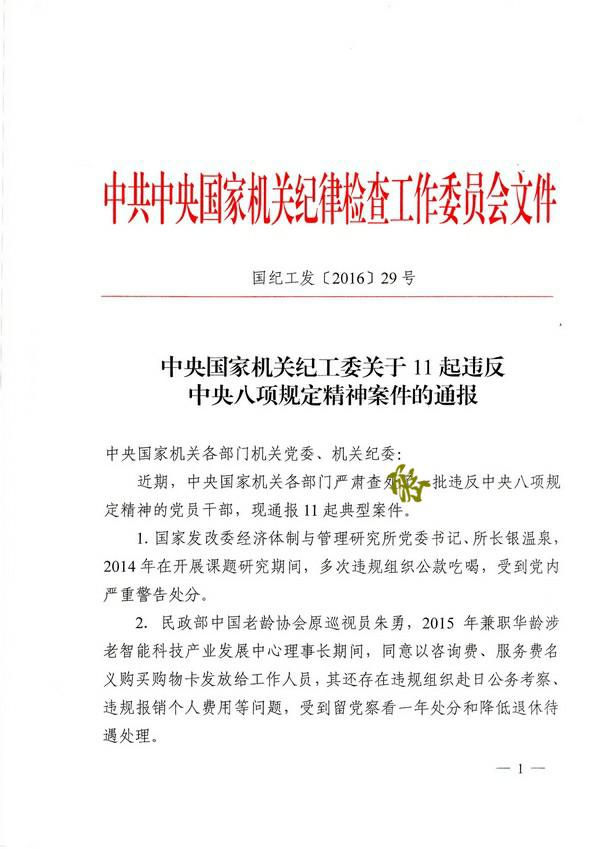 中共中央国家机关纪律检查工作委员会文件
国纪工发〔2016〕29号
中央国家机关纪工委关于11起违反
中央八项规定精神案件的通报
中央国家机关各部门机关党委、机关纪委：
近期，中央国家机关各部门严肃查处 批违反中央八项规
定精神的党员干部，现通报11起典型案件。
1. 国家发改委经济体制与管理研究所党委书记、所长银温泉，
2014年在开展课题研究期间，多次违规组织公款吃喝，受到党内
严重警告处分。
2. 民政部中国老龄协会原巡视员朱勇，2015 年兼职华龄涉
老智能科技产业发展中心理事长期间，同意以咨询费、服务费名
义购买购物卡发放给工作人员，其还存在违规组织赴日公务考察、
违规报销个人费用等问题，受到留党察看一年处分和降低退休待
遇处理。
— 1 —